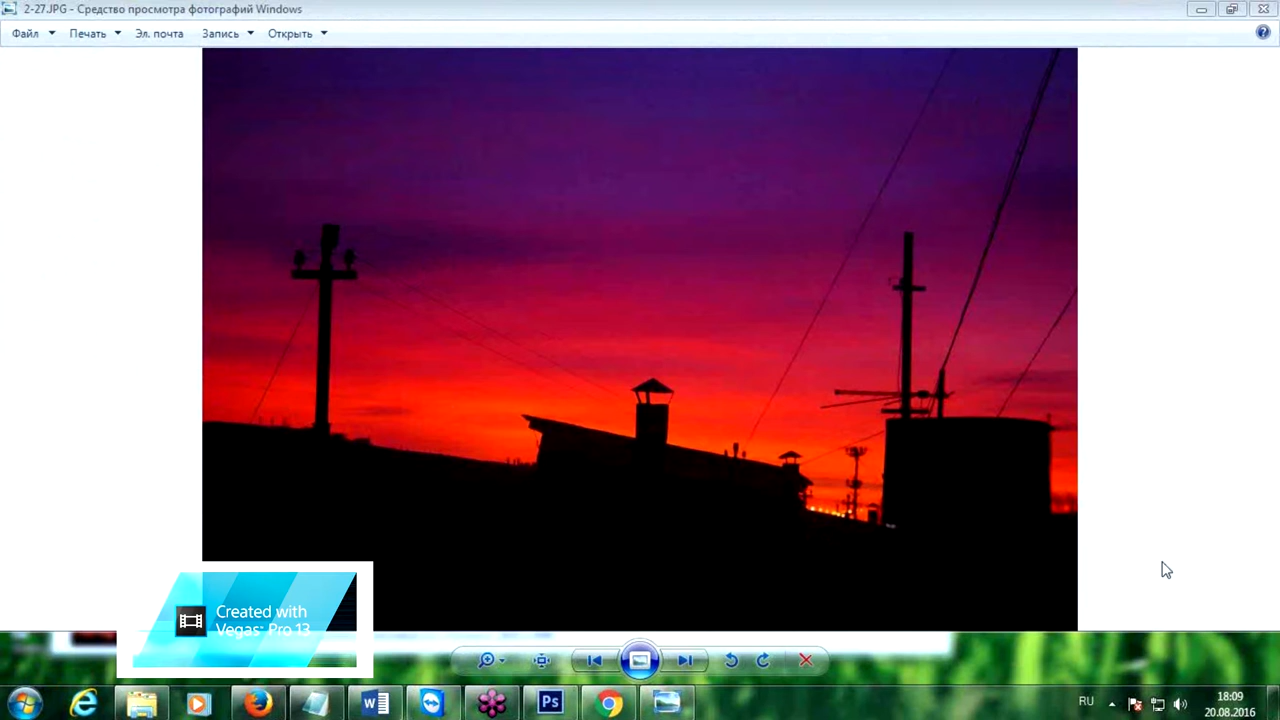 2-27.JPG - Средство просмотра фотографий Windows
Файл Печать Эл. почта Запись Открыть
Created with
Vegas Pro 13
W Ps RU 18:09
20.08.2016